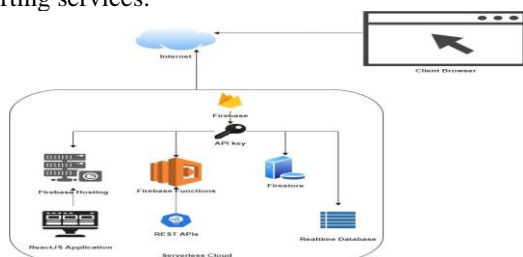 rting services.
Internet
Client Browser
Firebase
API key
Firebase Hosting
Firebase Functions
Firestore
ReactJS Application
REST APIs
Realtime Database
Serverless Cloud